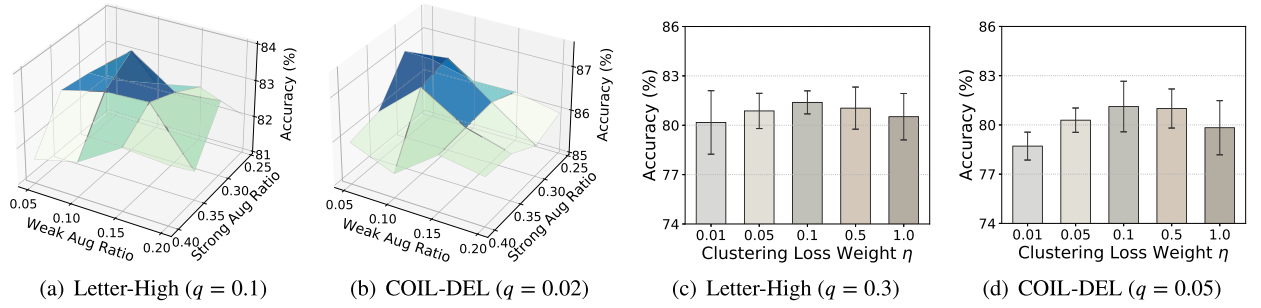 84
83
82
81
Accuracy (%)
0.05
0.10
0.15
0.20
Weak Aug Ratio
0.25
0.30
0.35
0.40
Strong Aug Ratio
(a) Letter-High (q = 0.1)
87
86
85
Accuracy (%)
0.05
0.10
0.15
0.20
Weak Aug Ratio
0.25
0.30
0.35
0.40
Strong Aug Ratio
(b) COIL-DEL (q = 0.02)
86
83
80
77
74
Accuracy (%)
0.01 0.05 0.1 0.5 1.0
Clustering Loss Weight η
(c) Letter-High (q = 0.3)
86
83
80
77
74
Accuracy (%)
0.01 0.05 0.1 0.5 1.0
Clustering Loss Weight η
(d) COIL-DEL (q = 0.05)